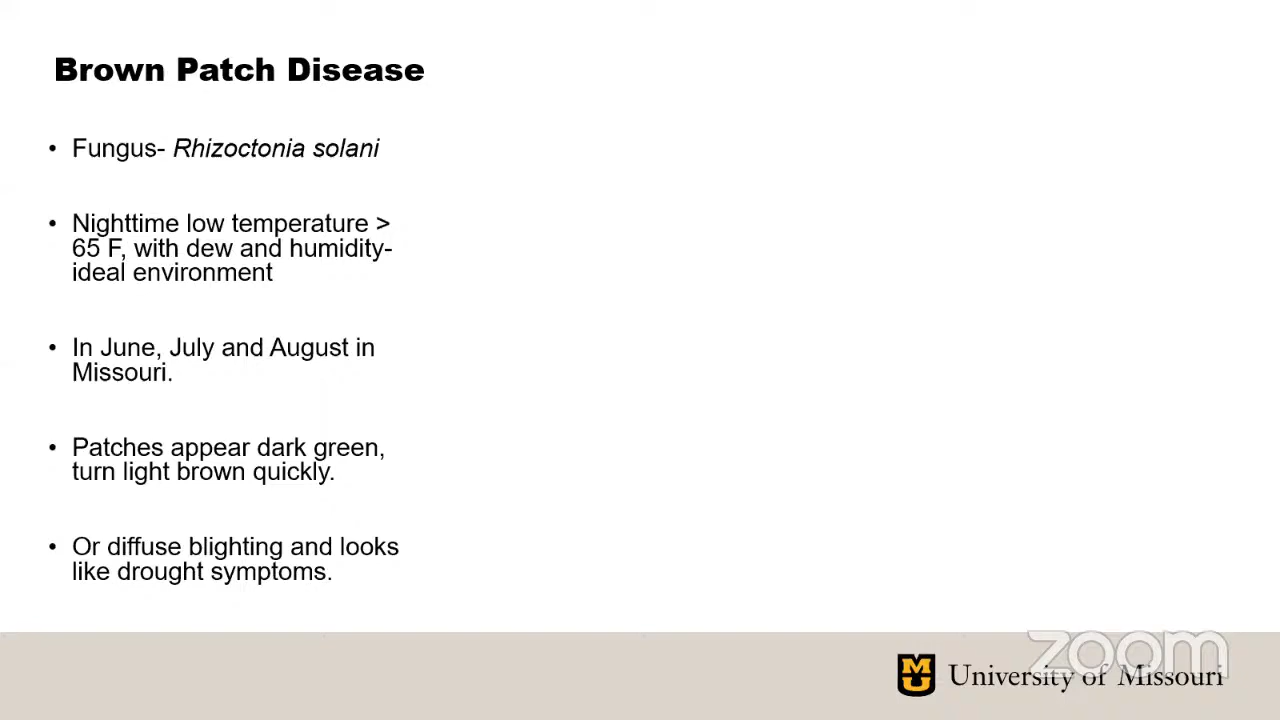 Brown Patch Disease
• Fungus- Rhizoctonia solani
• Nighttime low temperature >
65 F, with dew and humidity-
ideal environment
• In June, July and August in
Missouri.
• Patches appear dark green,
turn light brown quickly.
• Or diffuse blighting and looks
like drought symptoms.
zoom
MU University of Missouri